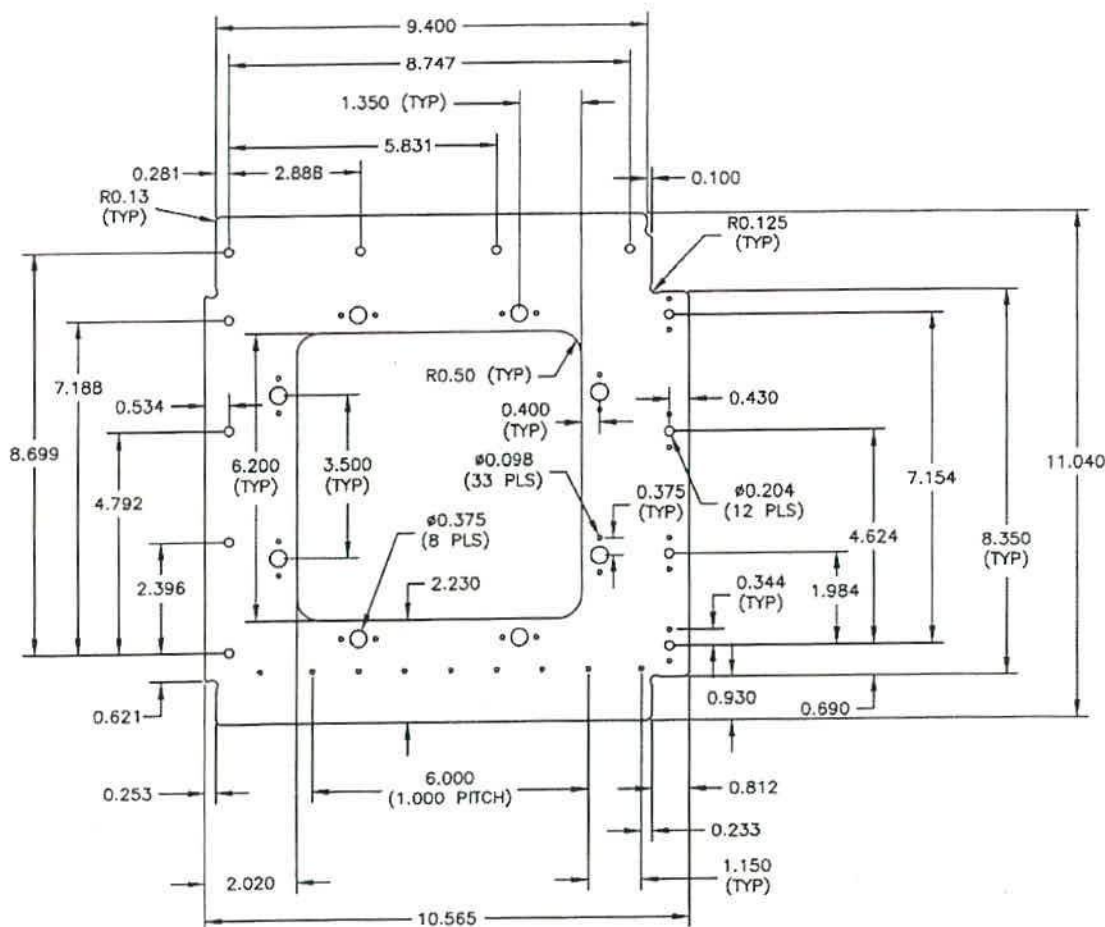 9.400
8.747
1.350 (TYP)
5.831
0.281
2.888
0.100
R0.13
(TYP)
R0.125
(TYP)
R0.50 (TYP)
7.188
0.534
0.430
0.400
(TYP)
8.699
6.200
(TYP)
3.500
(TYP)
ø0.098
(33 PLS)
0.375
(TYP)
ø0.204
(12 PLS)
7.154
11.040
4.792
4.624
8.350
(TYP)
ø0.375
(8 PLS)
2.396
2.230
0.344
(TYP)
1.984
0.621
0.930
0.690
0.253
6.000
(1.000 PITCH)
0.812
0.233
2.020
1.150
(TYP)
10.565